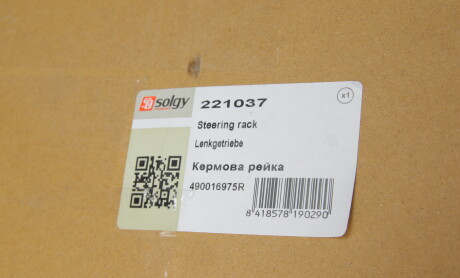 solgy
221037
x1
Steering rack
Lenkgetriebe
Кермова рейка
490016975R
8 418578 190290